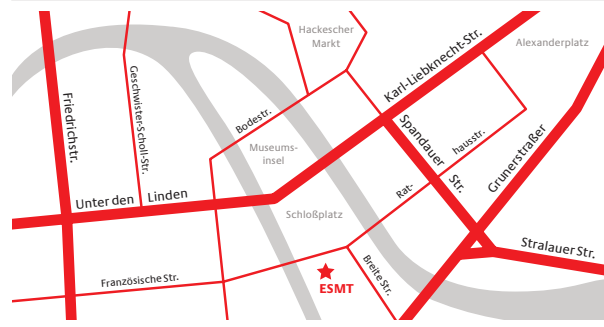 Hackescher
Markt
Alexanderplatz
Karl-Liebknecht-Str.
Geschwister-Scholl-Str.
Friedrichstr.
Bodestr.
Museums-
insel
Spandauer
Str.
Rat-
hausstr.
Grunerstraßer
Unter den
Linden
Schloßplatz
Stralauer Str.
Französische Str.
Breite Str.
ESMT